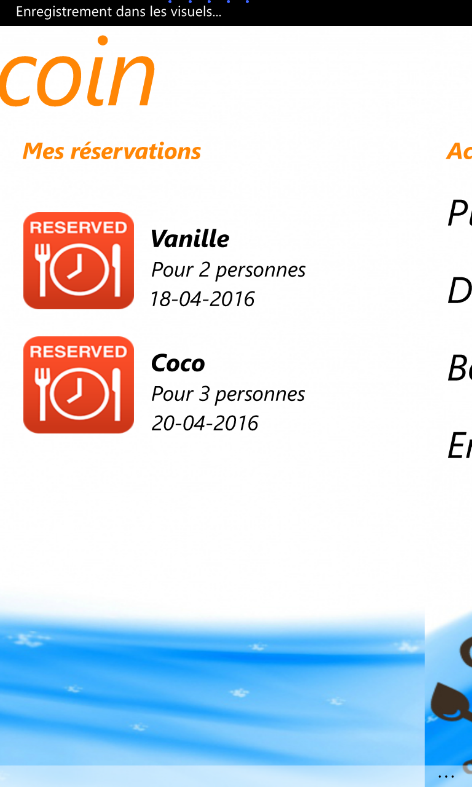 Enregistrement dans les visuels...
coin
Mes réservations
RESERVED
Vanille
Pour 2 personnes
18-04-2016
RESERVED
Coco
Pour 3 personnes
20-04-2016
...